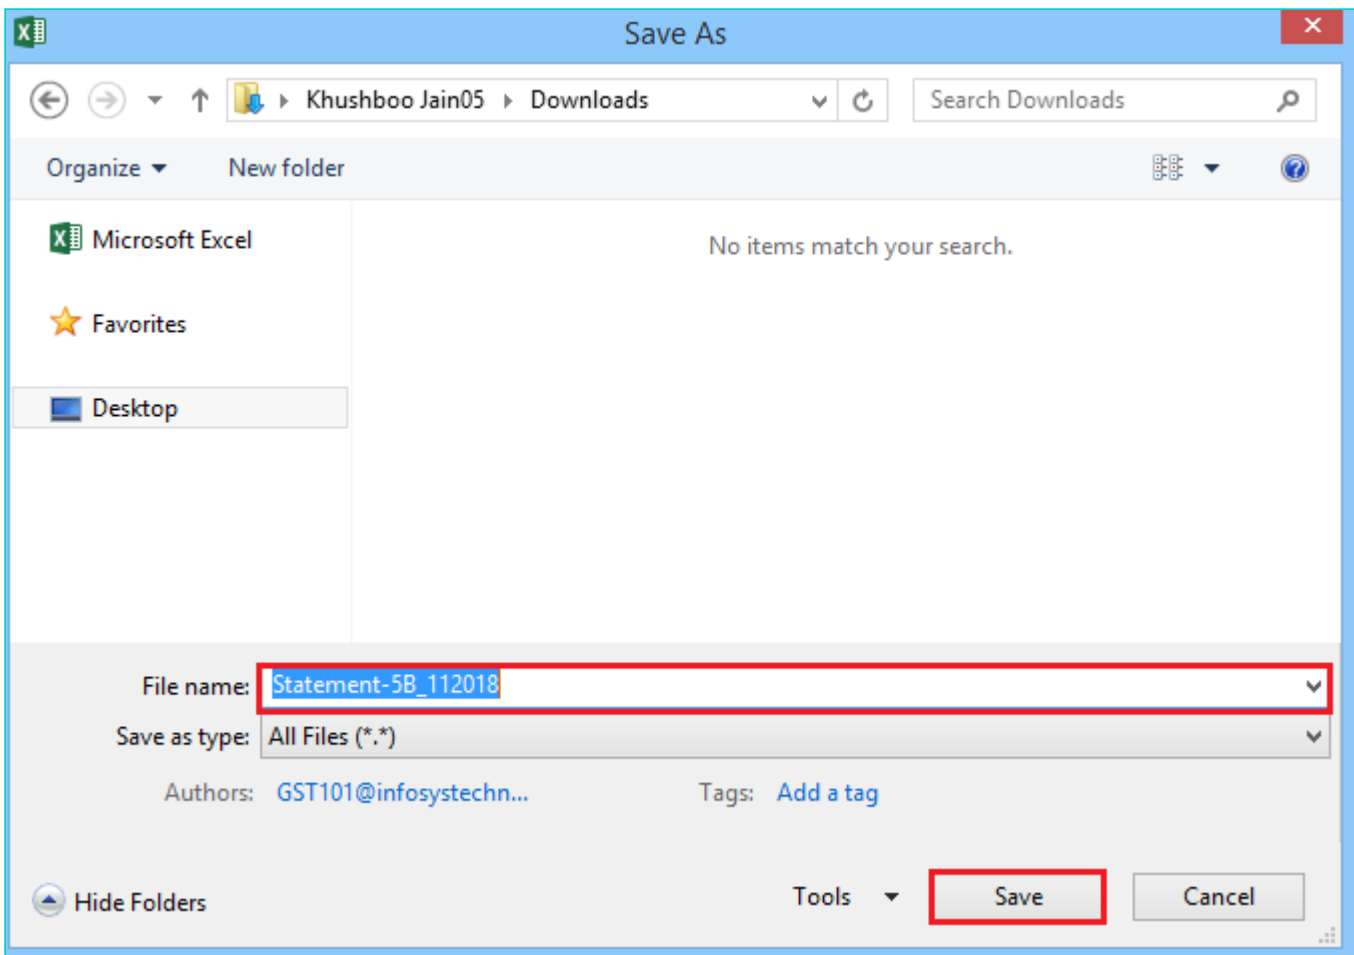 Save As
Khushboo Jain05 Downloads
Search Downloads
Organize New folder
Microsoft Excel
No items match your search.
Favorites
Desktop
File name: Statement-5B_112018
Save as type: All Files (*.*)
Authors: GST101@infosystechn... Tags: Add a tag
Hide Folders Tools Save Cancel